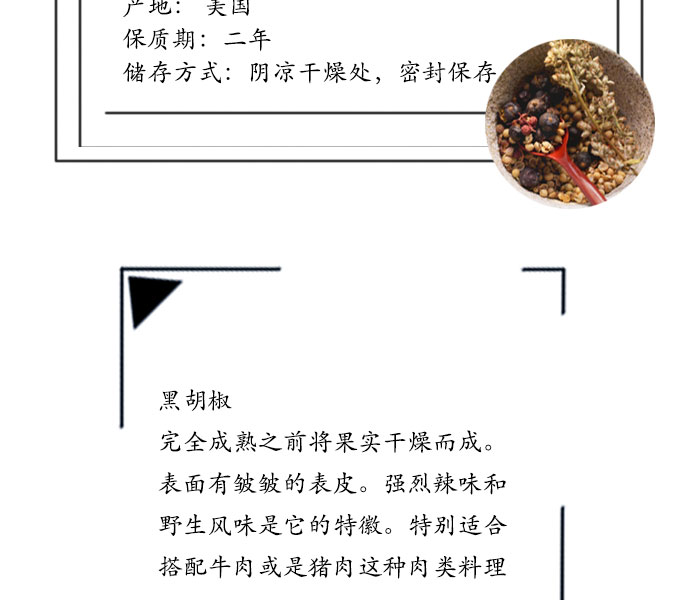 产地： 美国
保质期：二年
储存方式：阴凉干燥处，密封保存
黑胡椒
完全成熟之前将果实干燥而成。
表面有皱皱的表皮。强烈辣味和
野生风味是它的特徽。特别适合
搭配牛肉或是猪肉这种肉类料理